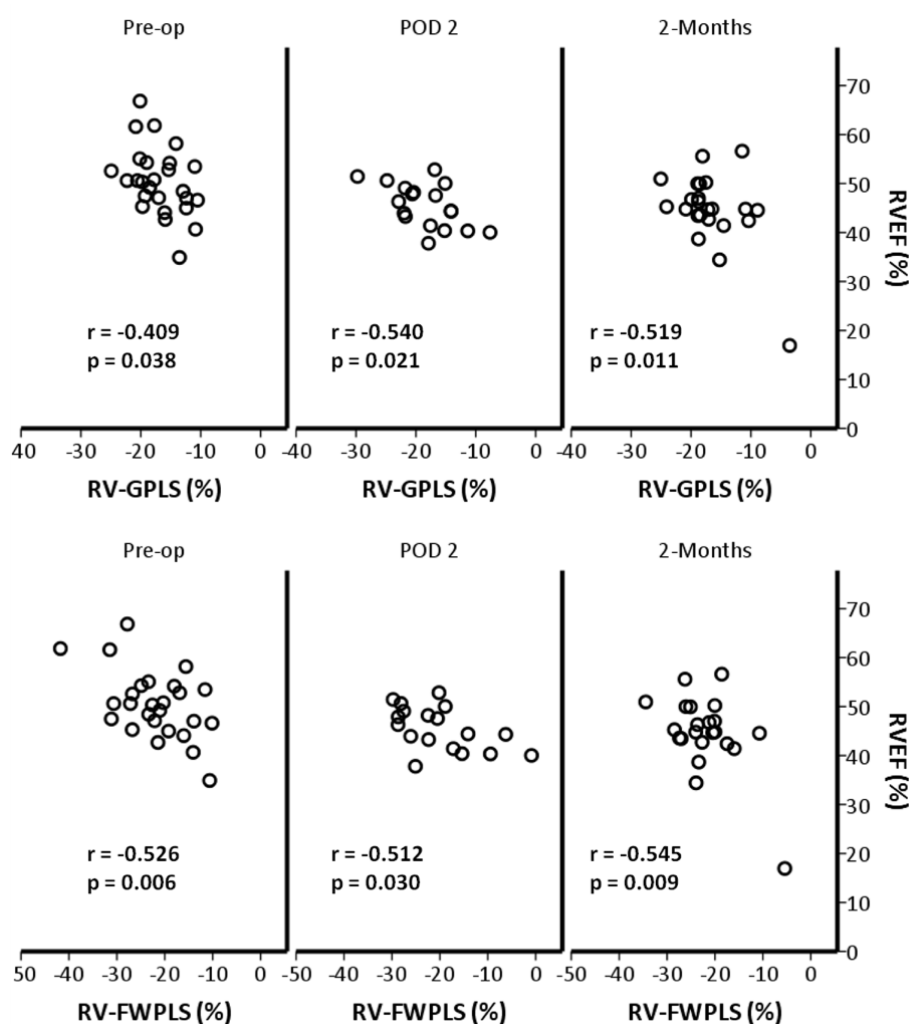 Pre-op POD 2 2-Months
70
60
50
40
30
20
10
0
RVEF (%)
r = -0.409 r = -0.540 r = -0.519
p = 0.038 p = 0.021 p = 0.011
40 -30 -20 -10 0 -40 -30 -20 -10 0 -40 -30 -20 -10 0
RV-GPLS (%) RV-GPLS (%) RV-GPLS (%)
Pre-op POD 2 2-Months
70
60
50
40
30
20
10
0
RVEF (%)
r = -0.526 r = -0.512 r = -0.545
p = 0.006 p = 0.030 p = 0.009
50 -40 -30 -20 -10 0 -50 -40 -30 -20 -10 0 -50 -40 -30 -20 -10 0
RV-FWPLS (%) RV-FWPLS (%) RV-FWPLS (%)